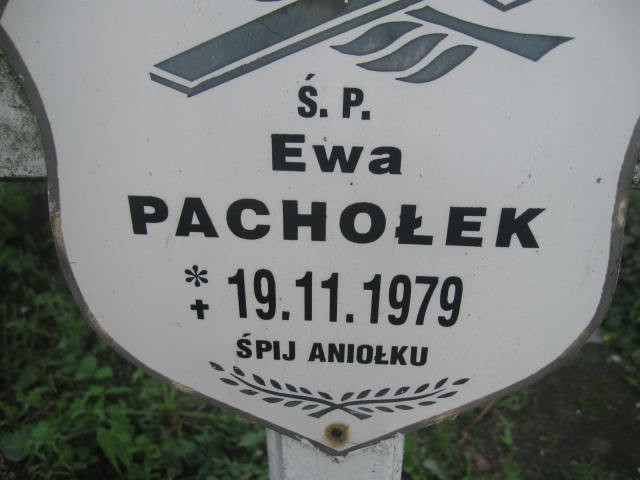 Ś. P.
Ewa
PACHOŁEK
* ✝ 19.11.1979
ŚPIJ ANIOŁKU